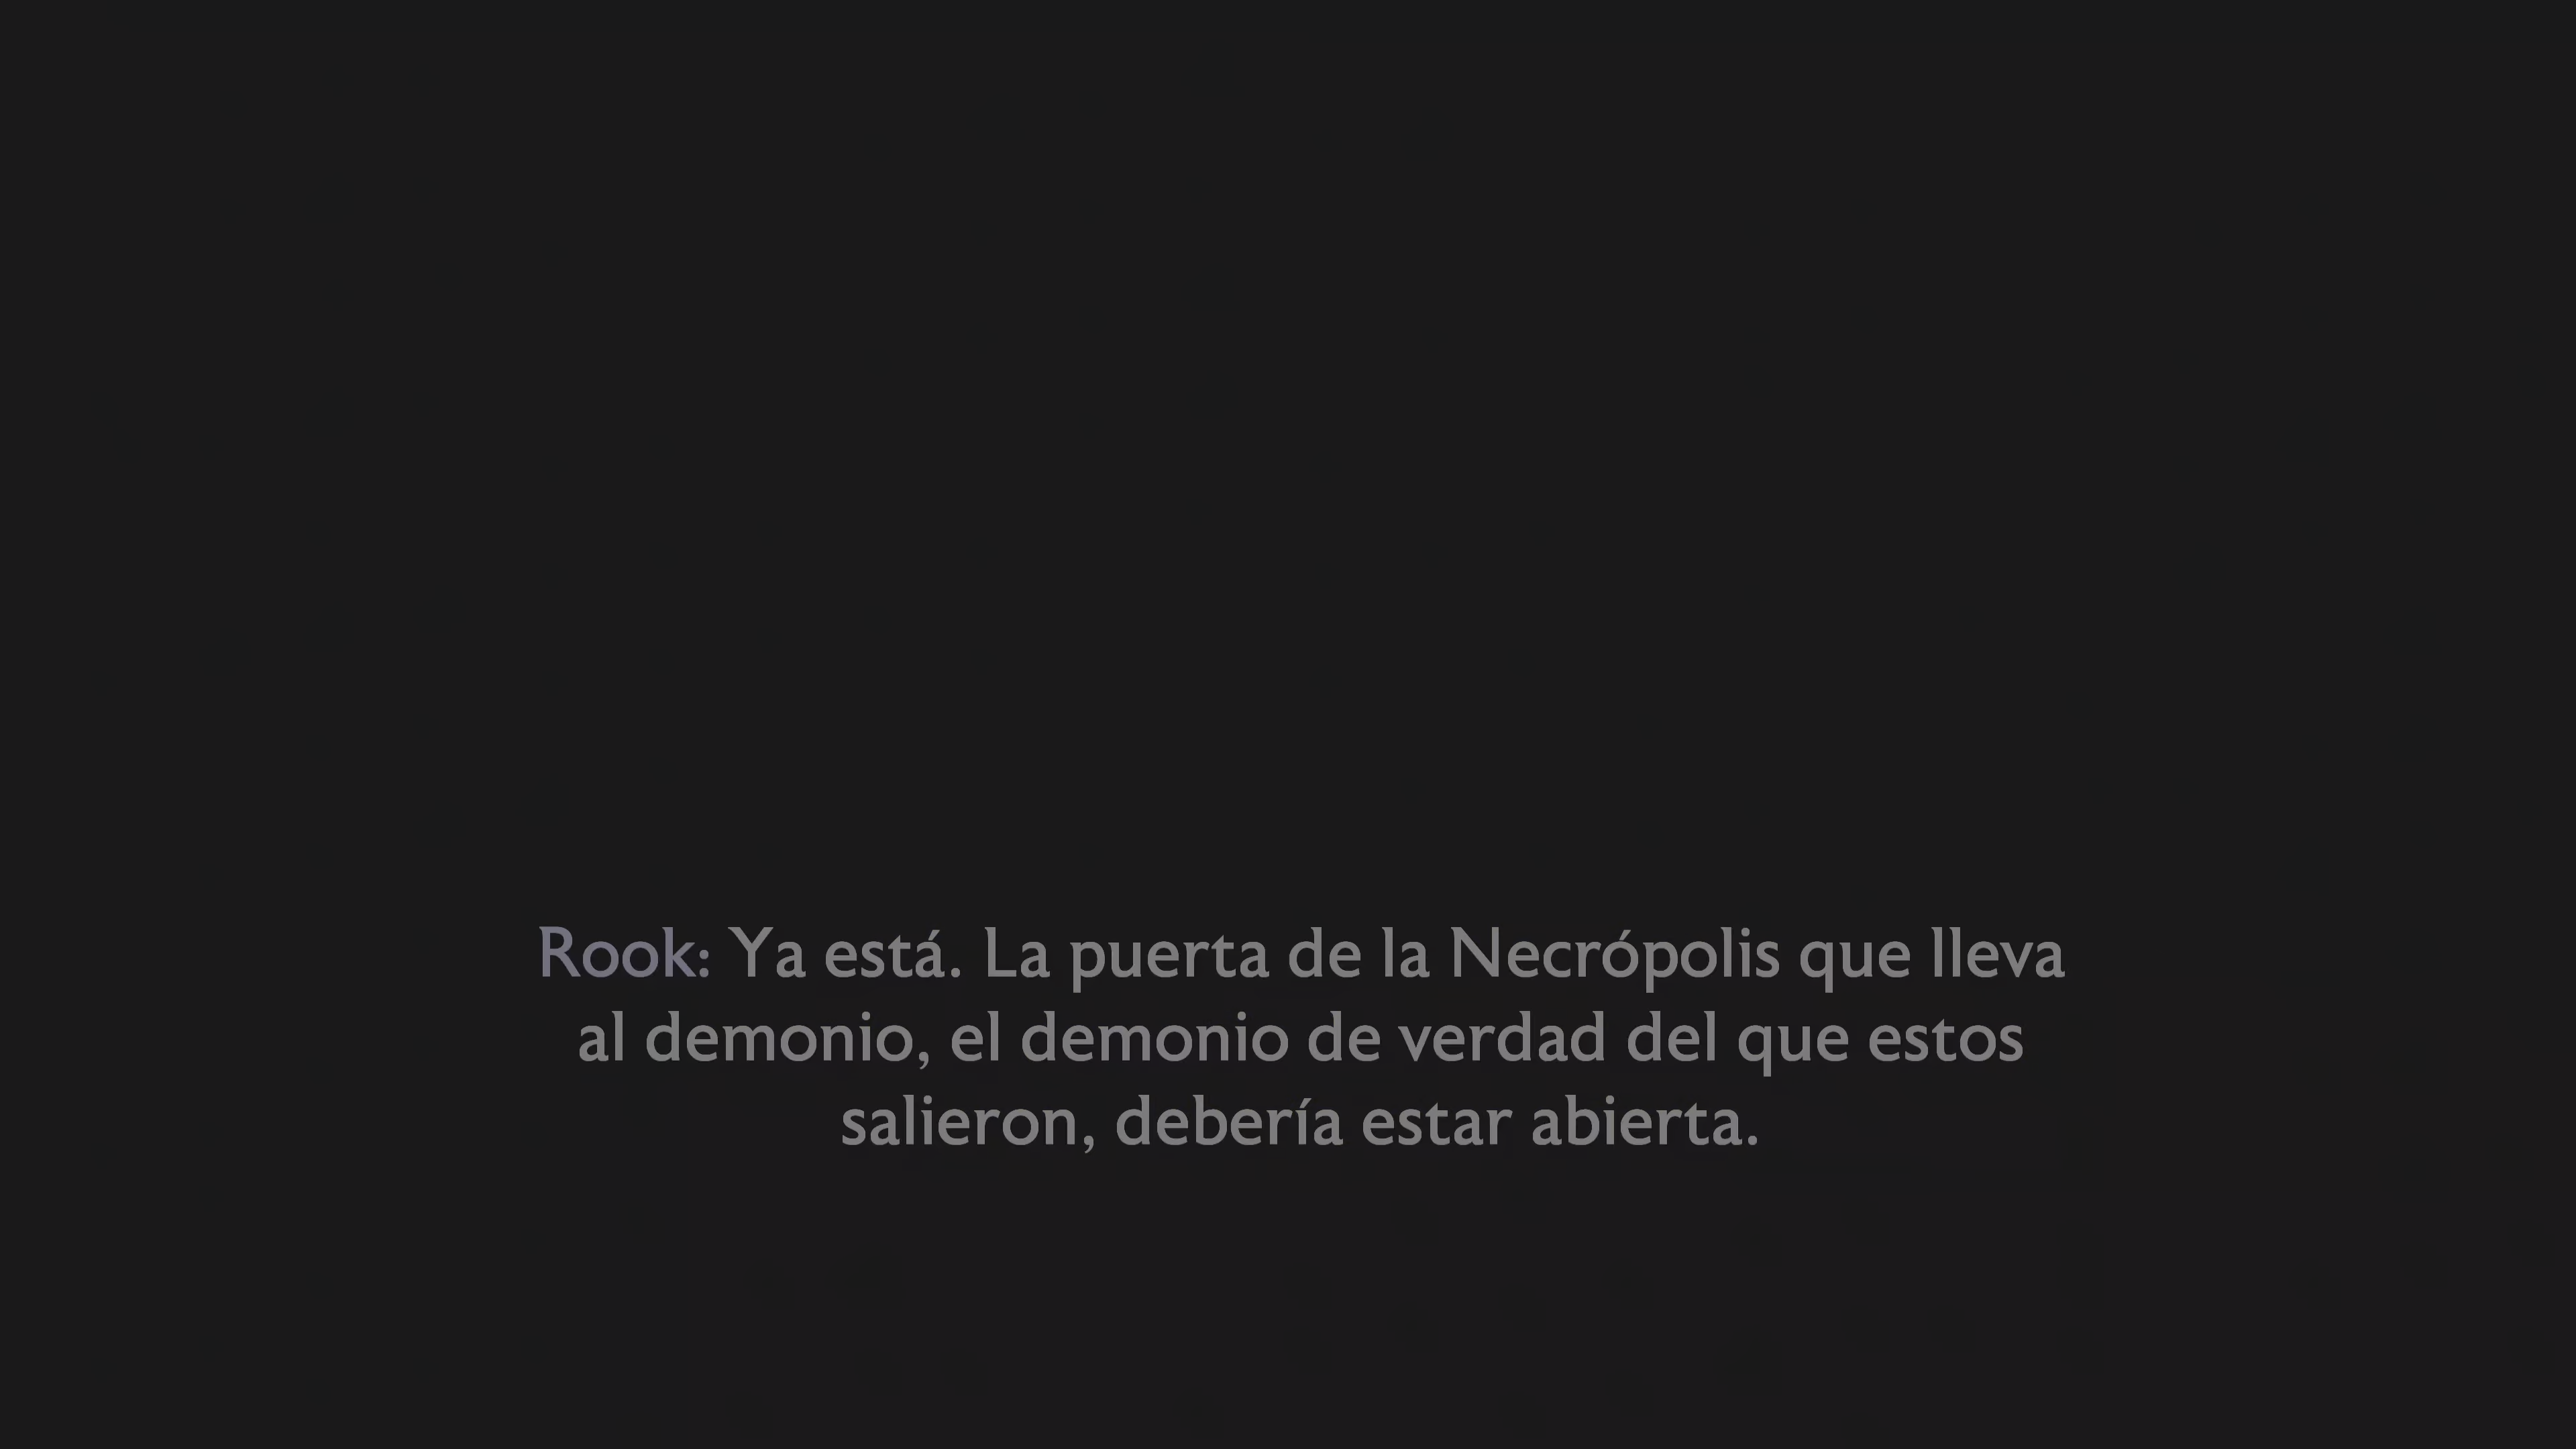 Rook: Ya está. La puerta de la Necrópolis que lleva
al demonio, el demonio de verdad del que estos
salieron, debería estar abierta.